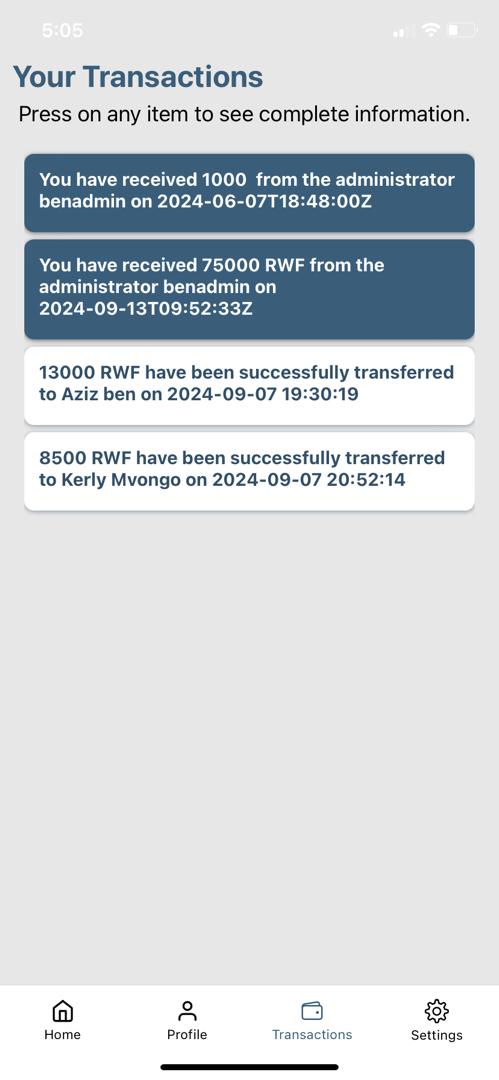 5:05
Your Transactions
Press on any item to see complete information.
You have received 1000  from the administrator
benadmin on 2024-06-07T18:48:00Z
You have received 75000 RWF from the
administrator benadmin on
2024-09-13T09:52:33Z
13000 RWF have been successfully transferred
to Aziz ben on 2024-09-07 19:30:19
8500 RWF have been successfully transferred
to Kerly Mvongo on 2024-09-07 20:52:14
Home
Profile
Transactions
Settings